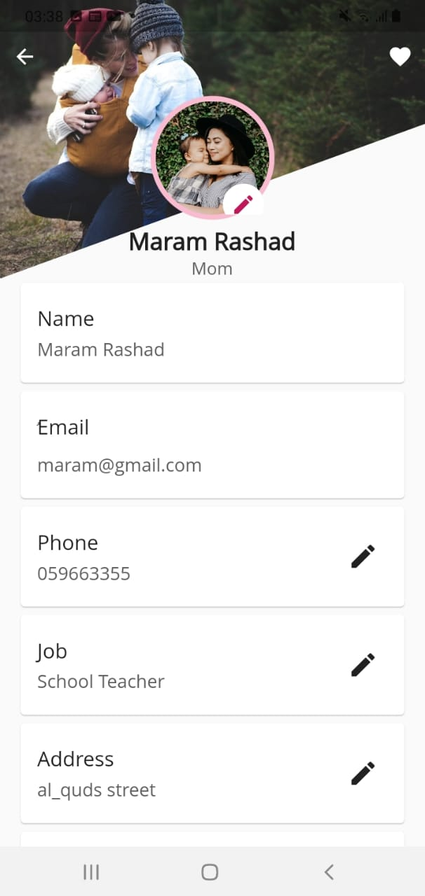 03:38
Maram Rashad
Mom
Name
Maram Rashad
Email
maram@gmail.com
Phone
059663355
Job
School Teacher
Address
al_quds street